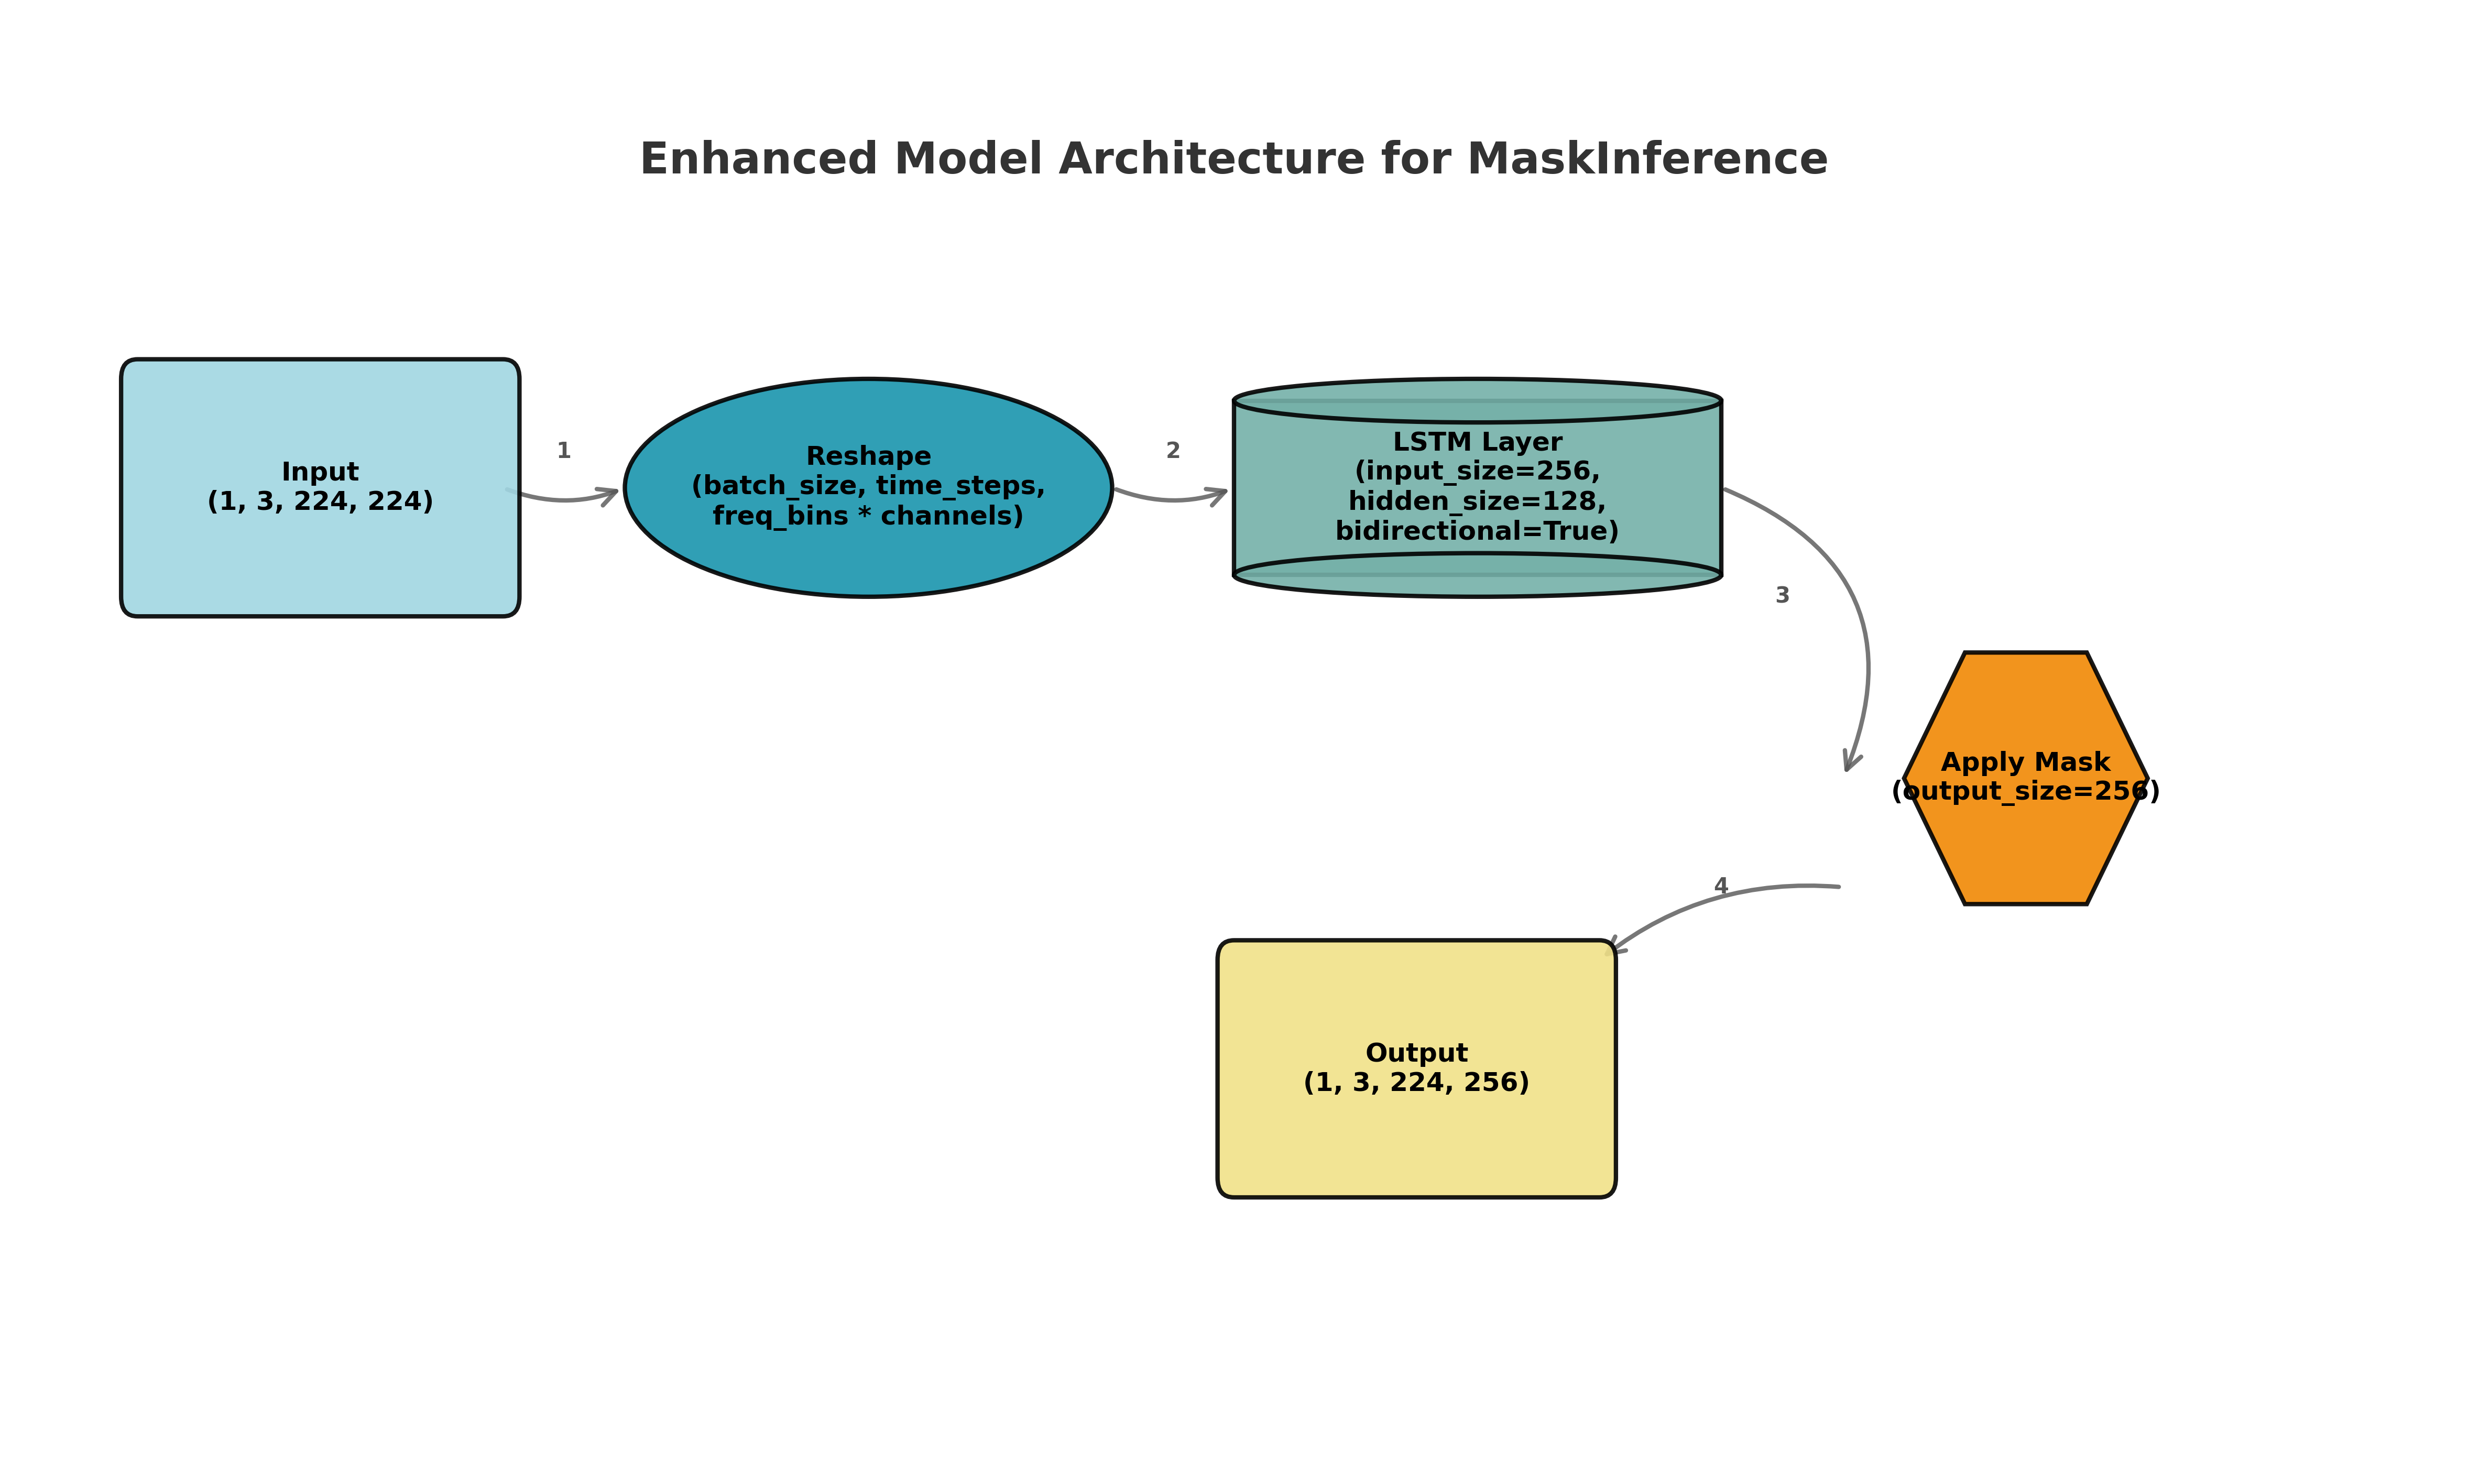 Enhanced Model Architecture for MaskInference
Input
(1, 3, 224, 224)
1
Reshape
(batch_size, time_steps,
freq_bins * channels)
2
LSTM Layer
(input_size=256,
hidden_size=128,
bidirectional=True)
3
Apply Mask
(output_size=256)
4
Output
(1, 3, 224, 256)